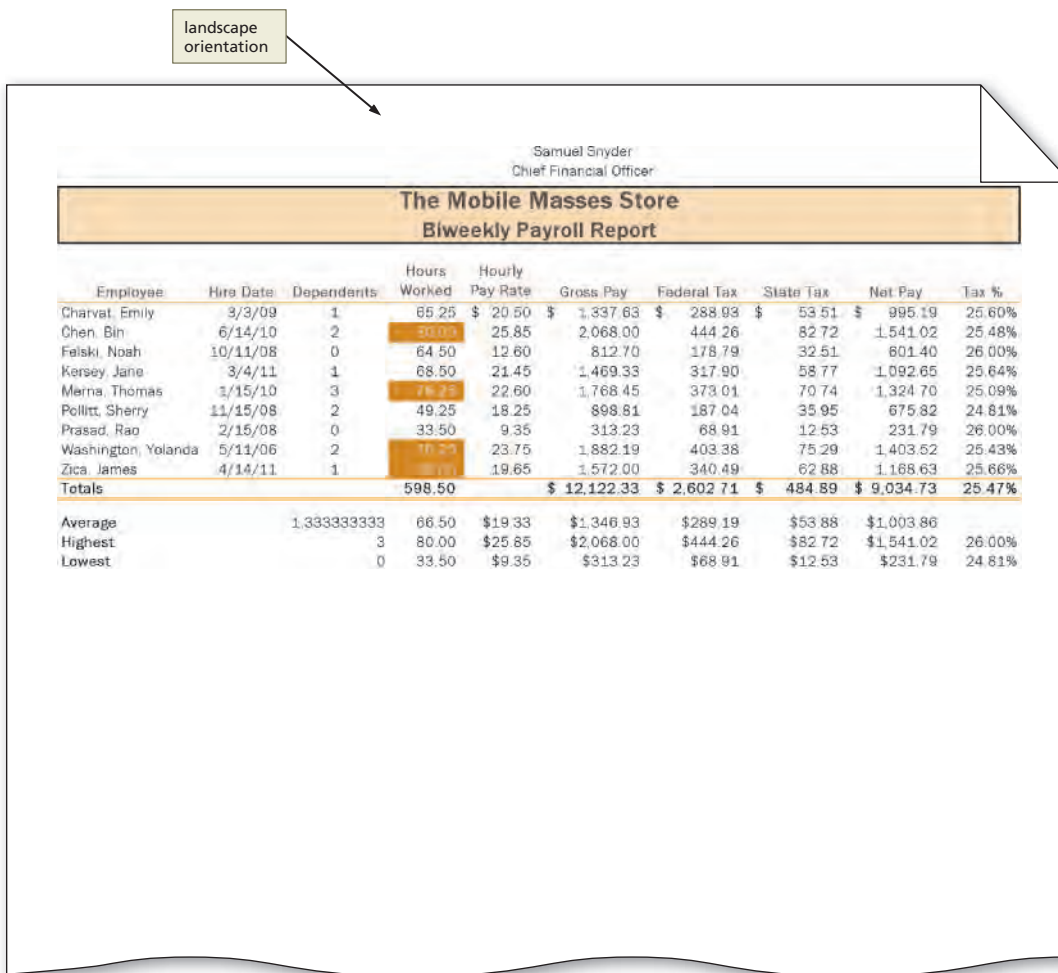 landscape
orientation
Samuel Snyder
Chief Financial Officer
The Mobile Masses Store
Biweekly Payroll Report
Employee Hire Date Dependents Hours Worked Hourly Pay Rate Gross Pay Federal Tax State Tax Net Pay Tax %
Charvat, Emily 3/3/09 1 65.25 $ 20.50 $ 1,337.63 $ 288.93 $ 53.51 $ 995.19 25.60%
Chen, Bin 6/14/10 2 80.00 25.85 2,068.00 444.26 82.72 1,541.02 25.48%
Felski, Noah 10/11/08 0 64.50 12.60 812.70 178.79 32.51 601.40 26.00%
Kersey, Jane 3/4/11 1 68.50 21.45 1,469.33 317.90 58.77 1,092.65 25.64%
Merna, Thomas 1/15/10 3 78.25 22.60 1,768.45 373.01 70.74 1,324.70 25.09%
Pollitt, Sherry 11/15/08 2 49.25 18.25 898.81 187.04 35.95 675.82 24.81%
Prasad, Rao 2/15/08 0 33.50 9.35 313.23 68.91 12.53 231.79 26.00%
Washington, Yolanda 5/11/06 2 79.25 23.75 1,882.19 403.38 75.29 1,403.52 25.43%
Zica, James 4/14/11 1 19.65 1,572.00 340.49 62.88 1,168.63 25.66%
Totals 598.50 $ 12,122.33 $ 2,602.71 $ 484.89 $ 9,034.73 25.47%
Average 1.333333333 66.50 $19.33 $1,346.93 $289.19 $53.88 $1,003.86
Highest 3 80.00 $25.85 $2,068.00 $444.26 $82.72 $1,541.02 26.00%
Lowest 0 33.50 $9.35 $313.23 $68.91 $12.53 $231.79 24.81%